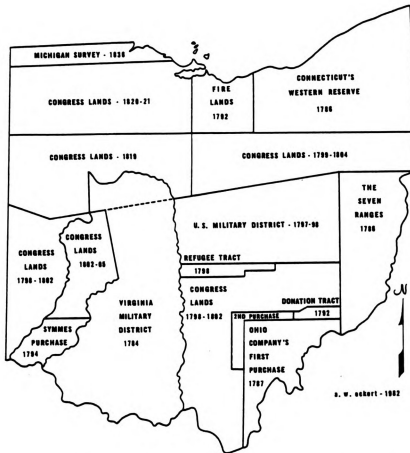 MICHIGAN SURVEY - 1836
CONGRESS LANDS - 1820-21
FIRE
LANDS
1792
CONNECTICUT'S
WESTERN RESERVE
1786
CONGRESS LANDS - 1819
CONGRESS LANDS - 1799-1804
THE
SEVEN
RANGES
1786
U.S. MILITARY DISTRICT - 1797-98
REFUGEE TRACT
1798
CONGRESS
LANDS
1798-1802
CONGRESS
LANDS
1802-05
CONGRESS
LANDS
1798-1802
VIRGINIA
MILITARY
DISTRICT
1784
SYMMES
PURCHASE
1794
DONATION TRACT
1792
2ND PURCHASE
OHIO
COMPANY'S
FIRST
PURCHASE
1787
N
a. w. eckert - 1982